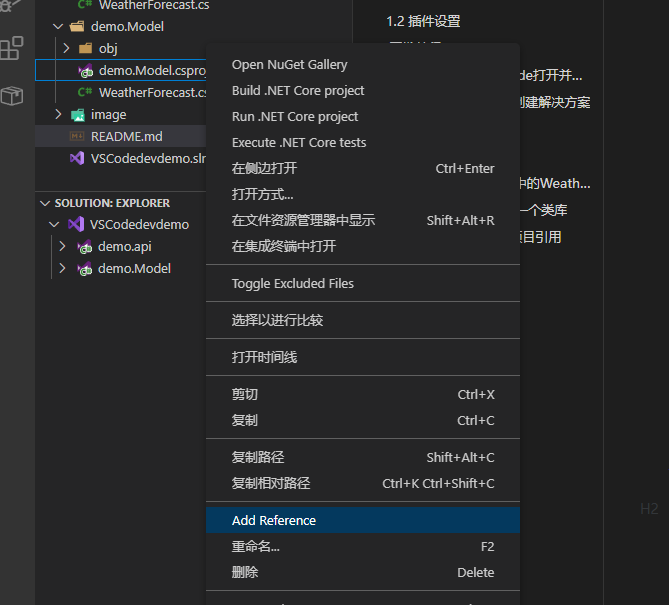 WeatherForecast.cs
demo.Model
obj
demo.Model.csproj
WeatherForecast.cs
image
README.md
VSCodedevdemo.sln
SOLUTION: EXPLORER
VSCodedevdemo
demo.api
demo.Model
Open NuGet Gallery
Build .NET Core project
Run .NET Core project
Execute .NET Core tests
在侧边打开 Ctrl+Enter
打开方式...
在文件资源管理器中显示 Shift+Alt+R
在集成终端中打开
Toggle Excluded Files
选择以进行比较
打开时间线
剪切 Ctrl+X
复制 Ctrl+C
复制路径 Shift+Alt+C
复制相对路径 Ctrl+K Ctrl+Shift+C
Add Reference
重命名... F2
删除 Delete
1.2 插件设置
de打开并...
创建解决方案
中的Weath...
一个类库
项目引用
H2